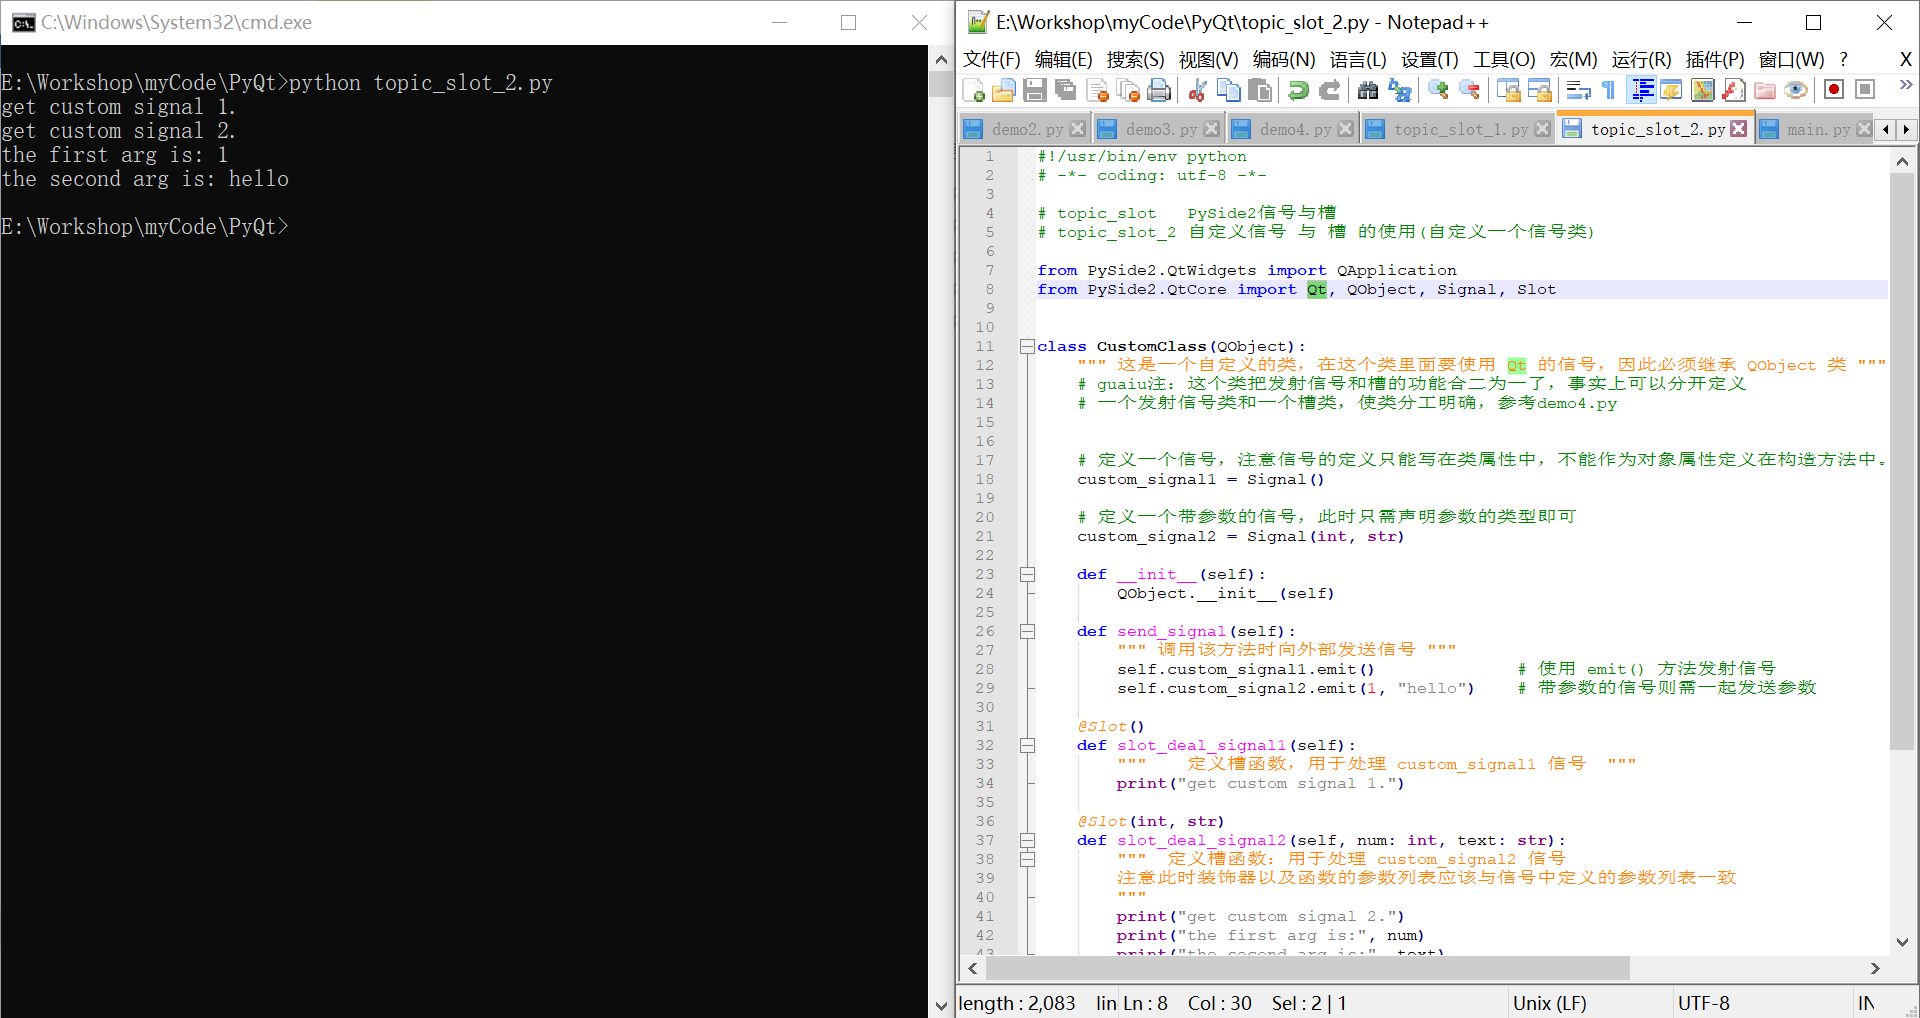 C:\Windows\System32\cmd.exe
E:\Workshop\myCode\PyQt>python topic_slot_2.py
get custom signal 1.
get custom signal 2.
the first arg is: 1
the second arg is: hello
E:\Workshop\myCode\PyQt>
E:\Workshop\myCode\PyQt\topic_slot_2.py - Notepad++
文件(F) 编辑(E) 搜索(S) 视图(V) 编码(N) 语言(L) 设置(T) 工具(O) 宏(M) 运行(R) 插件(P) 窗口(W) ? X
demo2.py demo3.py demo4.py topic_slot_1.py topic_slot_2.py main.py
1 #!/usr/bin/env python
2 # -*- coding: utf-8 -*-
3
4 # topic_slot   PySide2信号与槽
5 # topic_slot_2 自定义信号 与 槽 的使用(自定义一个信号类)
6
7 from PySide2.QtWidgets import QApplication
8 from PySide2.QtCore import Qt, QObject, Signal, Slot
9
10
11 class CustomClass(QObject):
12     """ 这是一个自定义的类，在这个类里面要使用 Qt 的信号，因此必须继承 QObject 类 """
13     # guaiu注：这个类把发射信号和槽的功能合二为一了，事实上可以分开定义
14     # 一个发射信号类和一个槽类，使类分工明确，参考demo4.py
15
16
17     # 定义一个信号，注意信号的定义只能写在类属性中，不能作为对象属性定义在构造方法中。
18     custom_signal1 = Signal()
19
20     # 定义一个带参数的信号，此时只需声明参数的类型即可
21     custom_signal2 = Signal(int, str)
22
23     def __init__(self):
24         QObject.__init__(self)
25
26     def send_signal(self):
27         """ 调用该方法时向外部发送信号 """
28         self.custom_signal1.emit()              # 使用 emit() 方法发射信号
29         self.custom_signal2.emit(1, "hello")    # 带参数的信号则需一起发送参数
30
31     @Slot()
32     def slot_deal_signal1(self):
33         """    定义槽函数，用于处理 custom_signal1 信号  """
34         print("get custom signal 1.")
35
36     @Slot(int, str)
37     def slot_deal_signal2(self, num: int, text: str):
38         """  定义槽函数：用于处理 custom_signal2 信号
39         注意此时装饰器以及函数的参数列表应该与信号中定义的参数列表一致
40         """
41         print("get custom signal 2.")
42         print("the first arg is:", num)
43         print("the second arg is:", text)
length : 2,083 lin Ln : 8 Col : 30 Sel : 2 | 1 Unix (LF) UTF-8 IN